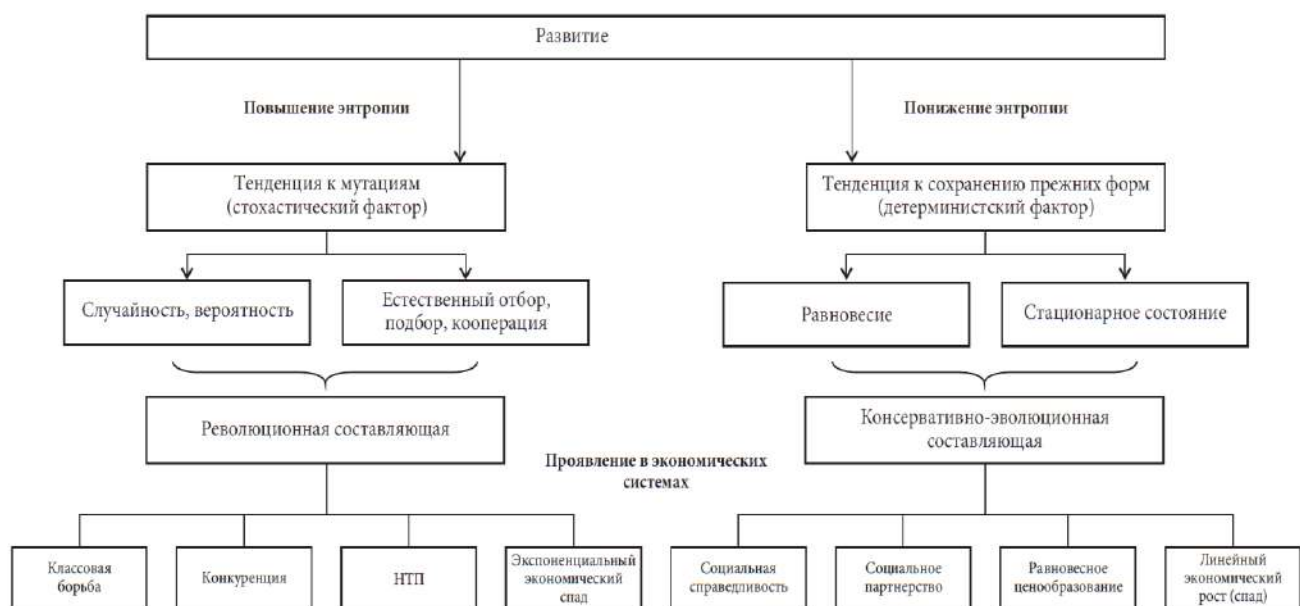 Развитие
Повышение энтропии
Понижение энтропии
Тенденция к мутациям
(стохастический фактор)
Тенденция к сохранению прежних форм
(детерминистский фактор)
Случайность, вероятность
Естественный отбор,
подбор, кооперация
Равновесие
Стационарное состояние
Революционная составляющая
Консервативно-эволюционная
составляющая
Проявление в экономических
системах
Классовая
борьба
Конкуренция
НТП
Экспоненциальный
экономический
спад
Социальная
справедливость
Социальное
партнерство
Равновесное
ценообразование
Линейный
экономический
рост (спад)